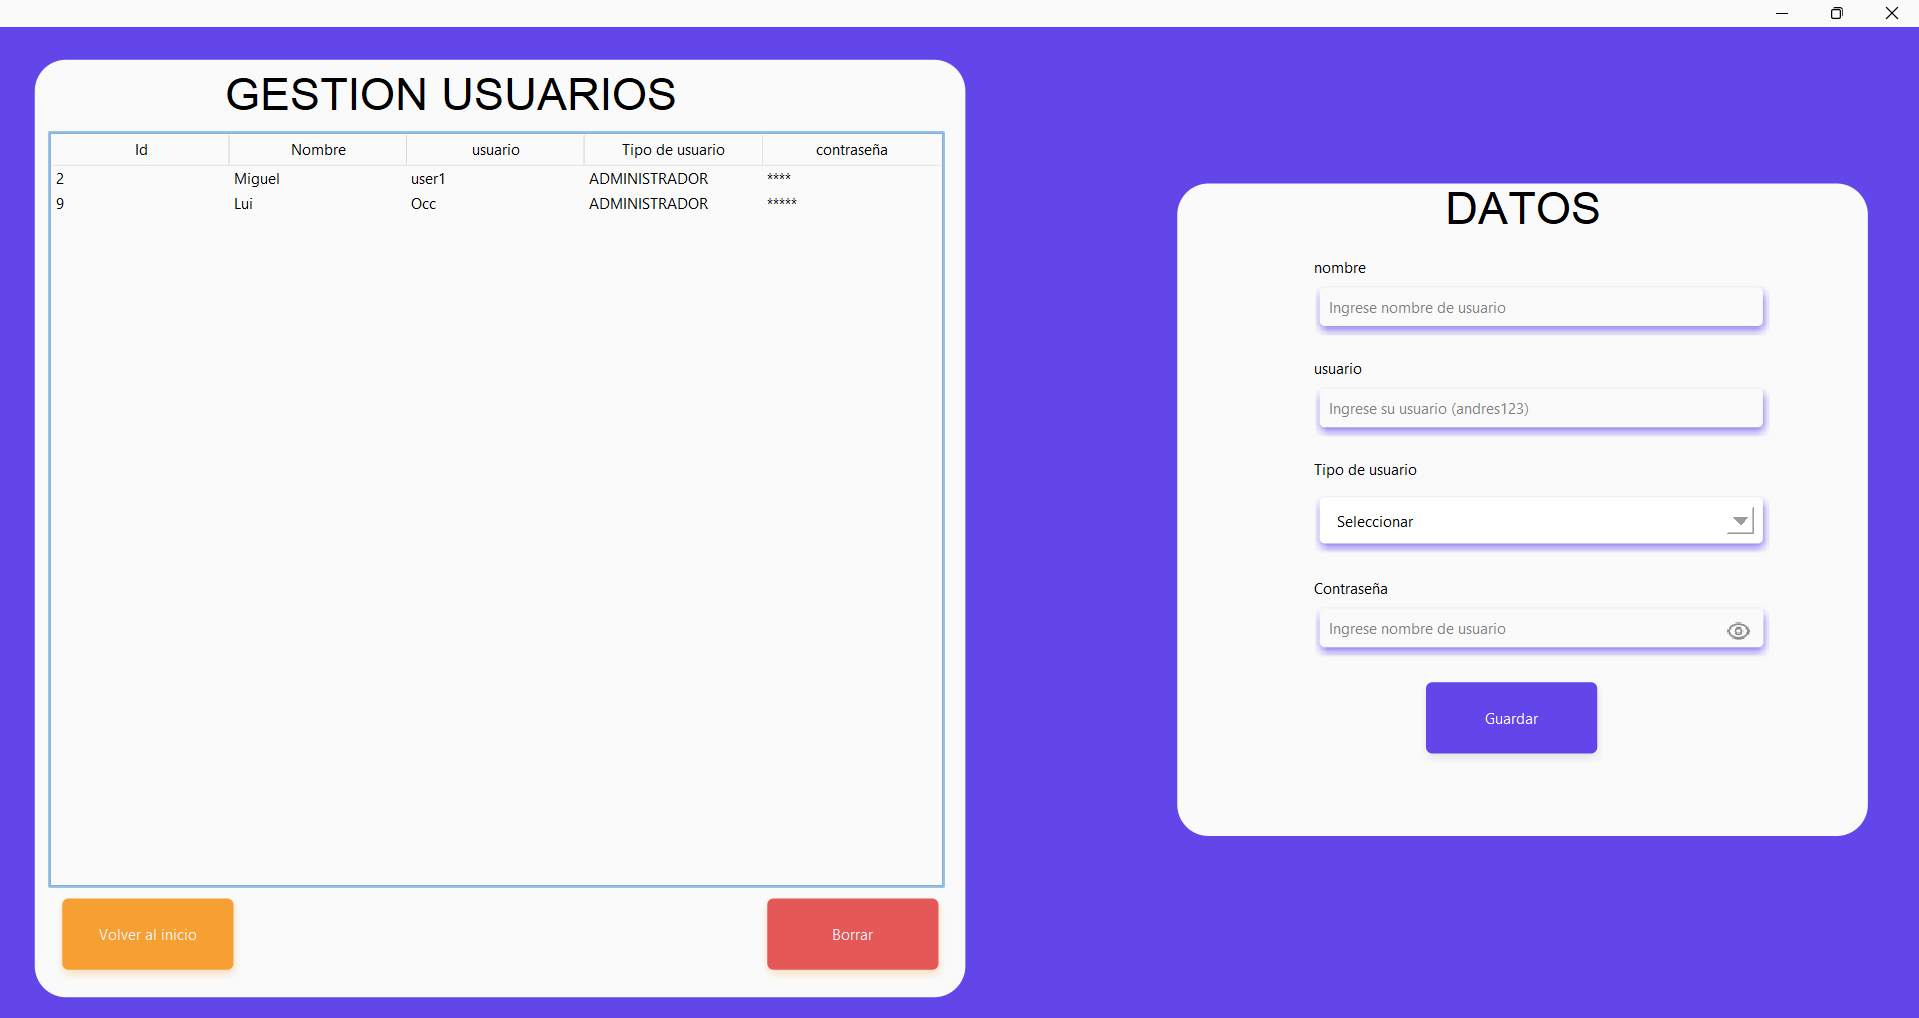 GESTION USUARIOS
Id Nombre usuario Tipo de usuario contraseña
2 Miguel user1 ADMINISTRADOR ****
9 Lui Occ ADMINISTRADOR *****
Volver al inicio Borrar
DATOS
nombre
Ingrese nombre de usuario
usuario
Ingrese su usuario (andres123)
Tipo de usuario
Seleccionar
Contraseña
Ingrese nombre de usuario
Guardar